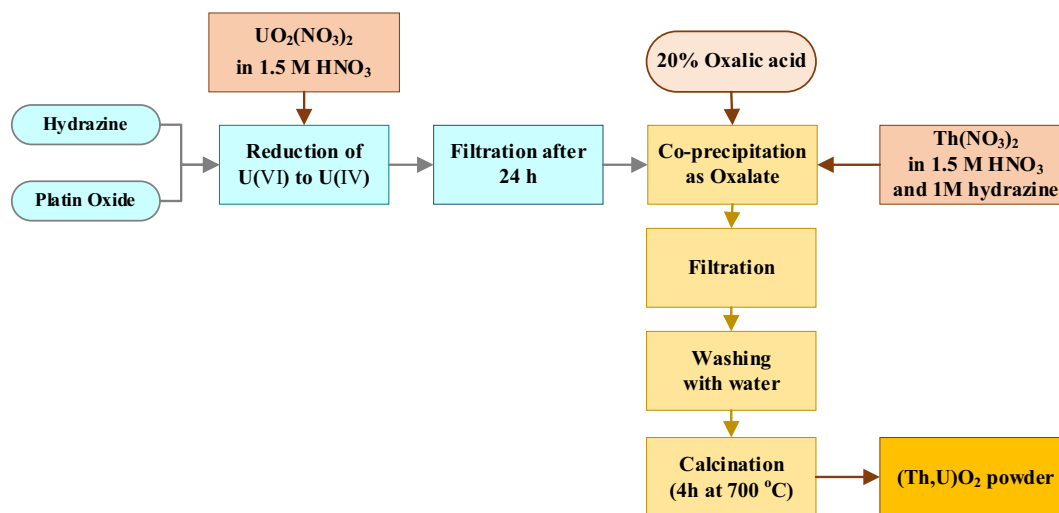 UO₂(NO₃)₂
in 1.5 M HNO₃
20% Oxalic acid
Hydrazine
Platin Oxide
Reduction of
U(VI) to U(IV)
Filtration after
24 h
Co-precipitation
as Oxalate
Th(NO₃)₂
in 1.5 M HNO₃
and 1M hydrazine
Filtration
Washing
with water
Calcination
(4h at 700 °C)
(Th,U)O₂ powder